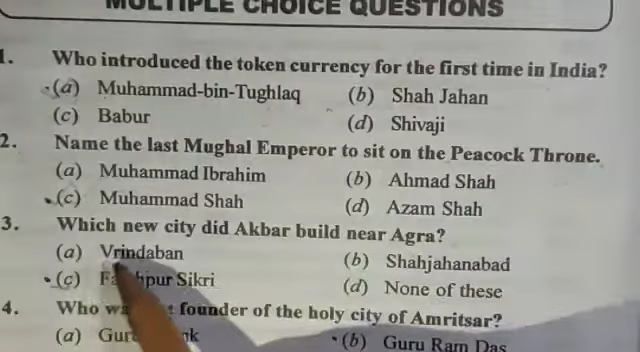 MULTIPLE CHOICE QUESTIONS
1. Who introduced the token currency for the first time in India?
(a) Muhammad-bin-Tughlaq (b) Shah Jahan
(c) Babur (d) Shivaji
2. Name the last Mughal Emperor to sit on the Peacock Throne.
(a) Muhammad Ibrahim (b) Ahmad Shah
(c) Muhammad Shah (d) Azam Shah
3. Which new city did Akbar build near Agra?
(a) Vrindaban (b) Shahjahanabad
(c) pur Sikri (d) None of these
4. Who founder of the holy city of Amritsar?
(a) (b) Guru Ram Das